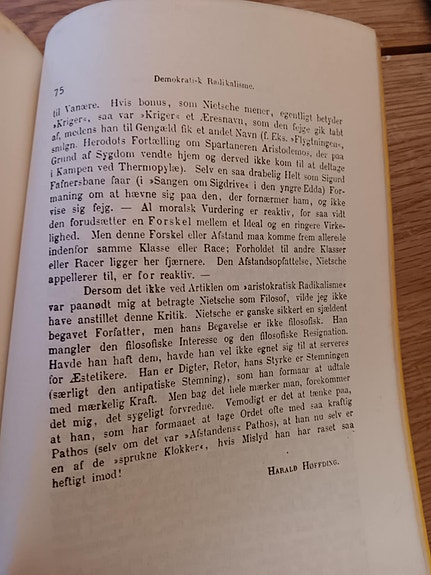 75
Demokratisk Radikalisme.
til Vanære. Hvis bonus, som Nietsche mener, egentligt betyder
»Kriger«, saa var »Kriger« et Æresnavn, som den fejge gik tabt
af, medens han til Gengæld fik et andet Navn (f. Eks. »Flygtningen«,
smlgn. Herodots Fortælling om Spartaneren Aristodemos, der paa
Grund af Sygdom vendte hjem og derved ikke kom til at deltage
i Kampen ved Thermopylæ). Selv en saa drabelig Helt som Sigurd
Fafnersbane faar (i »Sangen om Sigdrive« i den yngre Edda) For-
maning om at hævne sig paa den, der fornærmer ham, og ikke
vise sig fejg. — Al moralsk Vurdering er reaktiv, for saa vidt
den forudsætter en Forskel mellem et Ideal og en ringere Virke-
lighed. Men denne Forskel eller Afstand maa komme frem allerede
indenfor samme Klasse eller Race; Forholdet til andre Klasser
eller Racer ligger her fjærnere. Den Afstandsopfattelse, Nietsche
appellerer til, er for reaktiv. —
Dersom det ikke ved Artiklen om »aristokratisk Radikalisme«
var paanødt mig at betragte Nietsche som Filosof, vilde jeg ikke
have anstillet denne Kritik. Nietsche er ganske sikkert en sjældent
begavet Forfatter, men hans Begavelse er ikke filosofisk. Han
mangler den filosofiske Interesse og den filosofiske Resignation.
Havde han haft dem, havde han vel ikke egnet sig til at serveres
for Æstetikere. Han er Digter, Retor, hans Styrke er Stemningen
(særligt den antipatiske Stemning), som han formaar at udtale
med mærkelig Kraft. Men bag det hele mærker man, forekommer
det mig, det sygeligt forvredne. Vemodigt er det at tænke paa,
at han, som har formaaet at tage Ordet ofte med saa kraftig
Pathos (selv om det var »Afstandens« Pathos), at han nu selv er
en af de »sprukne Klokker«, hvis Mislyd han har raset saa
heftigt imod!
HARALD HØFFDING.